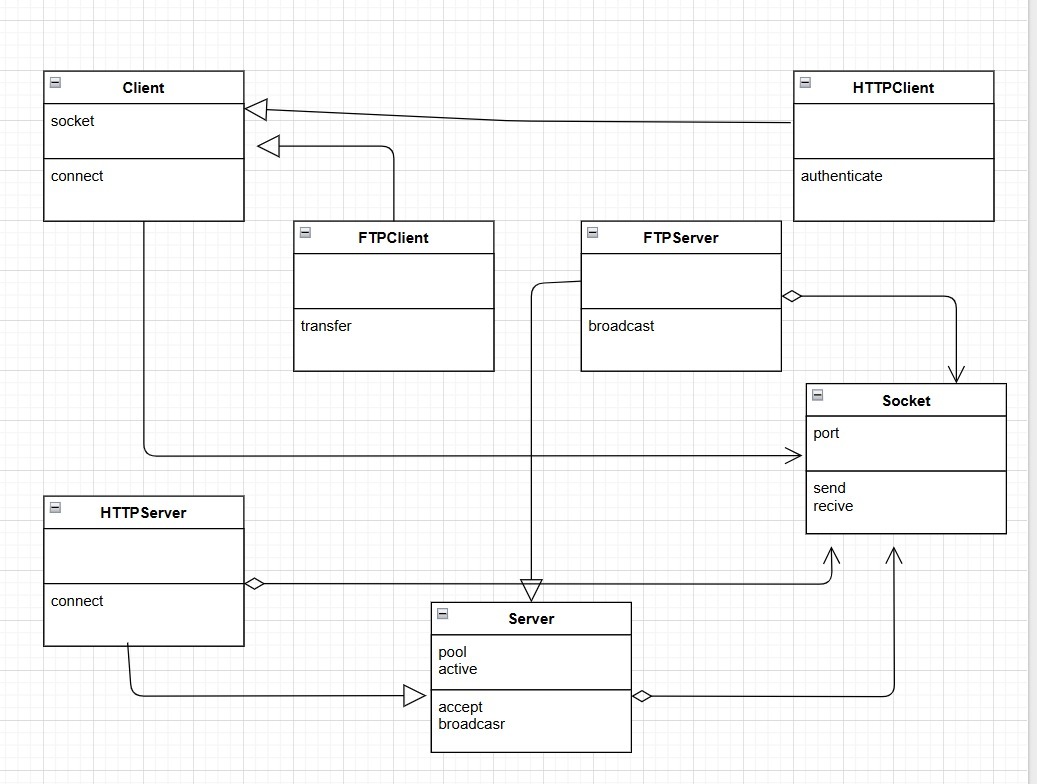 Client
socket
connect
HTTPClient
authenticate
FTPClient
transfer
FTPServer
broadcast
Socket
port
send
recive
HTTPServer
connect
Server
pool
active
accept
broadcasr